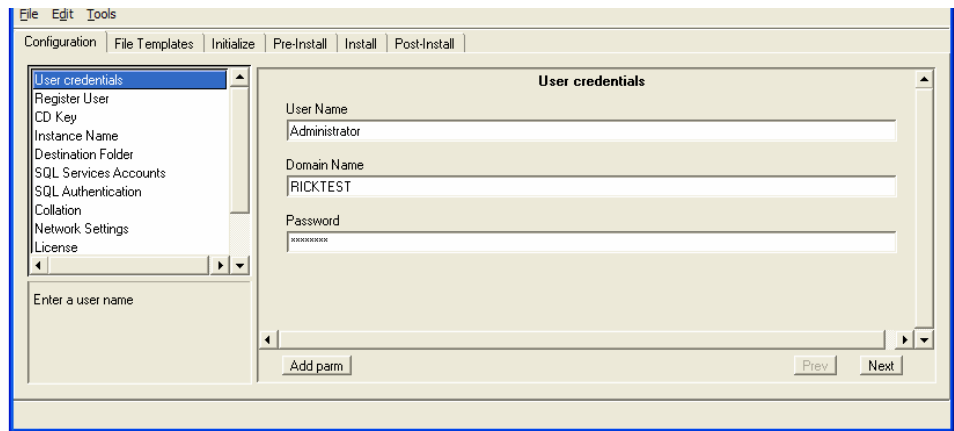 File Edit Tools
Configuration File Templates Initialize Pre-Install Install Post-Install
User credentials
Register User
CD Key
Instance Name
Destination Folder
SQL Services Accounts
SQL Authentication
Collation
Network Settings
License
Enter a user name
User credentials
User Name
Administrator
Domain Name
RICKTEST
Password
××××××××
Add parm Prev Next